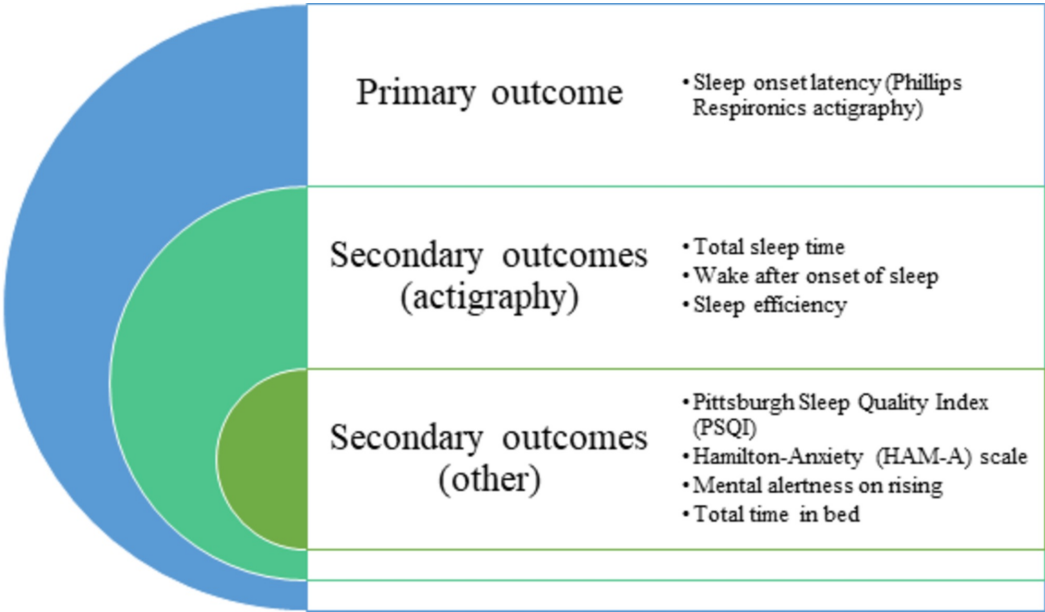 Primary outcome
• Sleep onset latency (Phillips
Respironics actigraphy)
Secondary outcomes
(actigraphy)
• Total sleep time
• Wake after onset of sleep
• Sleep efficiency
Secondary outcomes
(other)
• Pittsburgh Sleep Quality Index
(PSQI)
• Hamilton-Anxiety (HAM-A) scale
• Mental alertness on rising
• Total time in bed